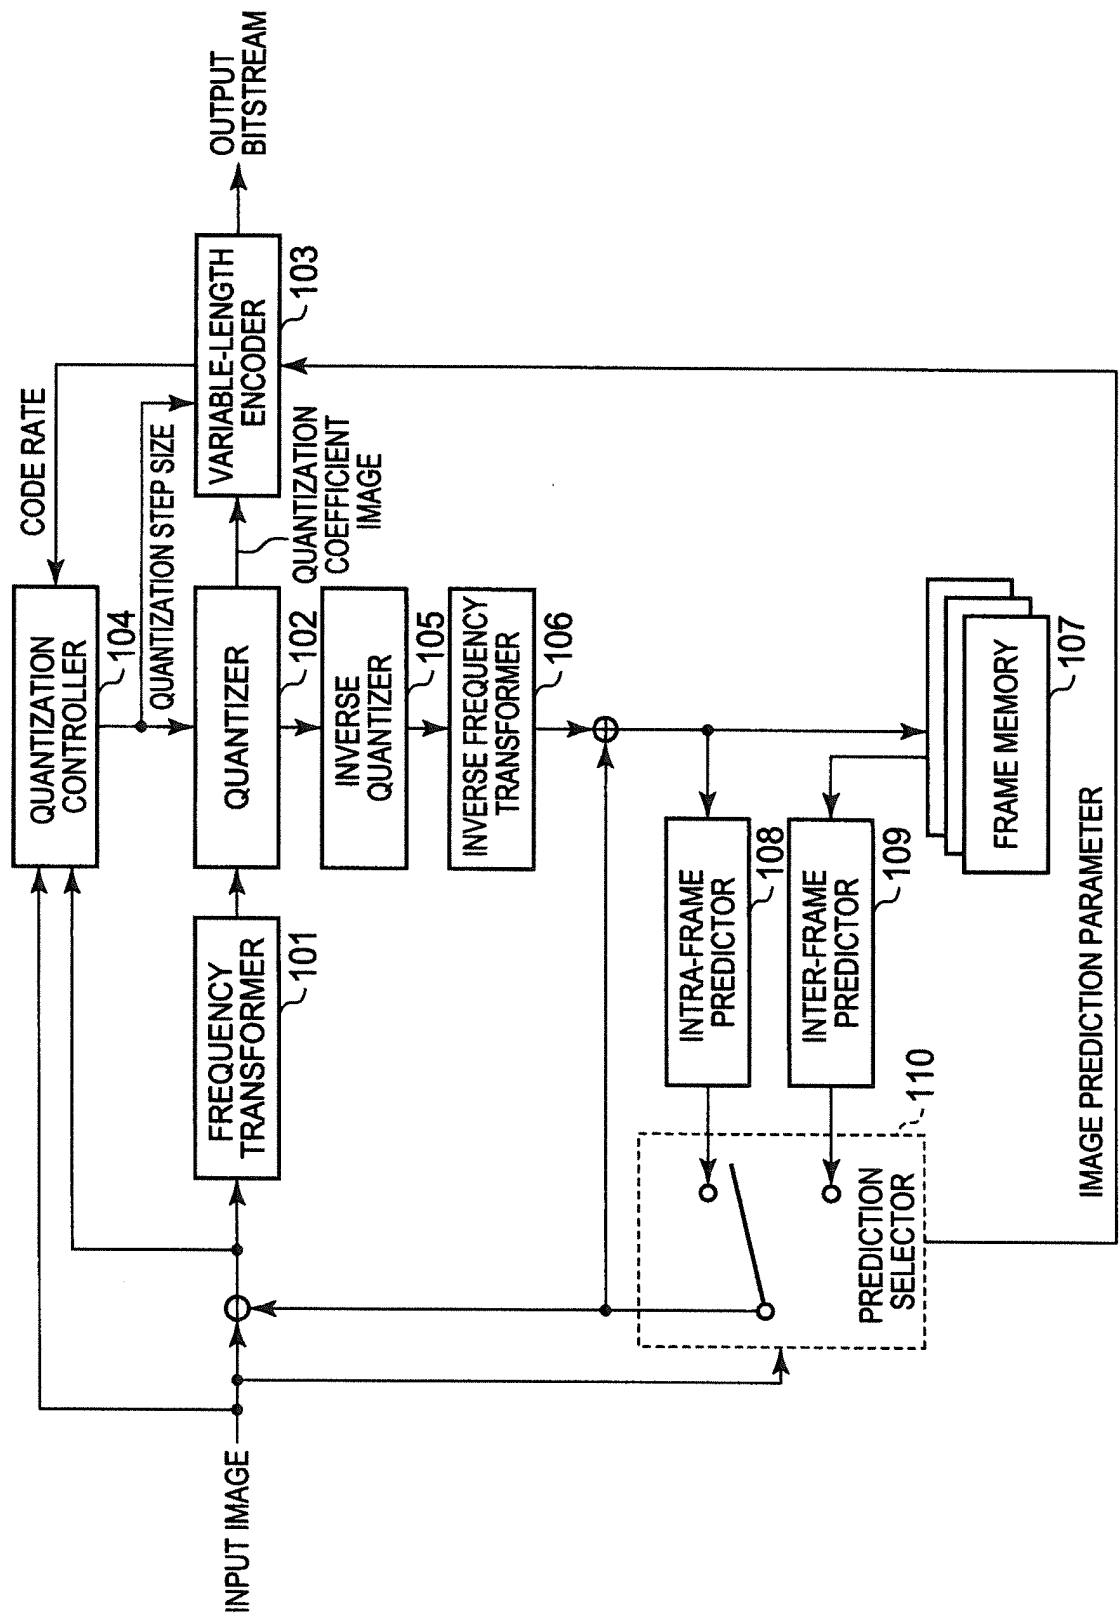 INPUT IMAGE
FREQUENCY
TRANSFORMER
101
QUANTIZATION
CONTROLLER
104
CODE RATE
QUANTIZATION STEP SIZE
QUANTIZER
102
QUANTIZATION
COEFFICIENT
IMAGE
VARIABLE-LENGTH
ENCODER
103
OUTPUT
BITSTREAM
INVERSE
QUANTIZER
105
INVERSE FREQUENCY
TRANSFORMER
106
INTRA-FRAME
PREDICTOR
108
INTER-FRAME
PREDICTOR
109
PREDICTION
SELECTOR
110
FRAME MEMORY
107
IMAGE PREDICTION PARAMETER